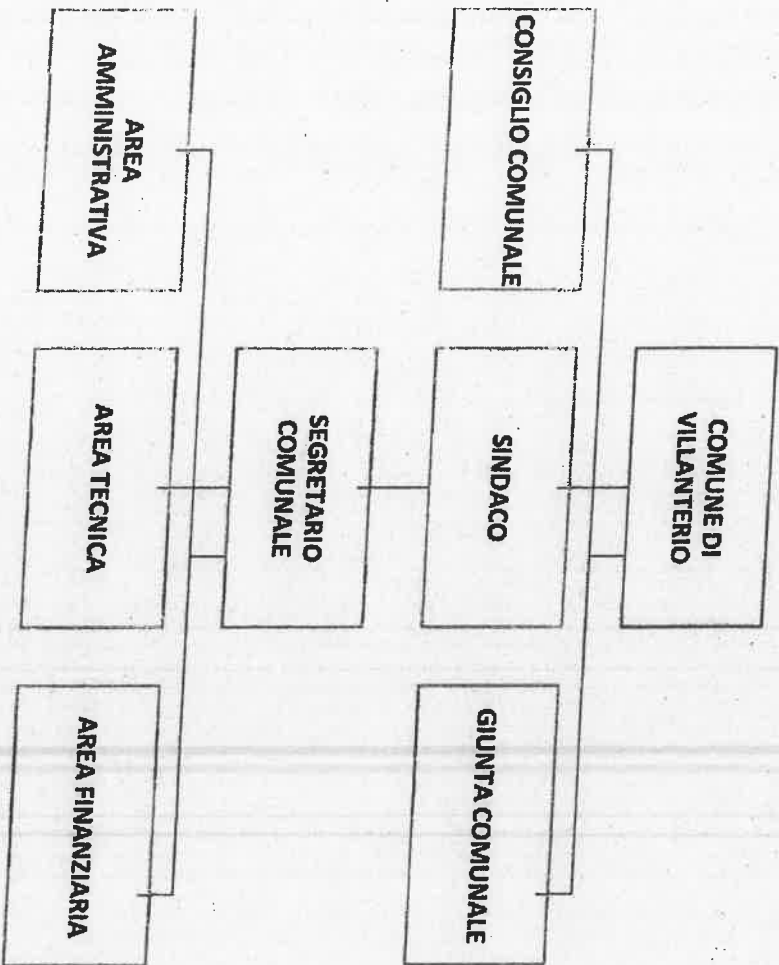 COMUNE DI
VILLANTERIO
CONSIGLIO COMUNALE
SINDACO
GIUNTA COMUNALE
SEGRETARIO
COMUNALE
AREA
AMMINISTRATIVA
AREA TECNICA
AREA FINANZIARIA